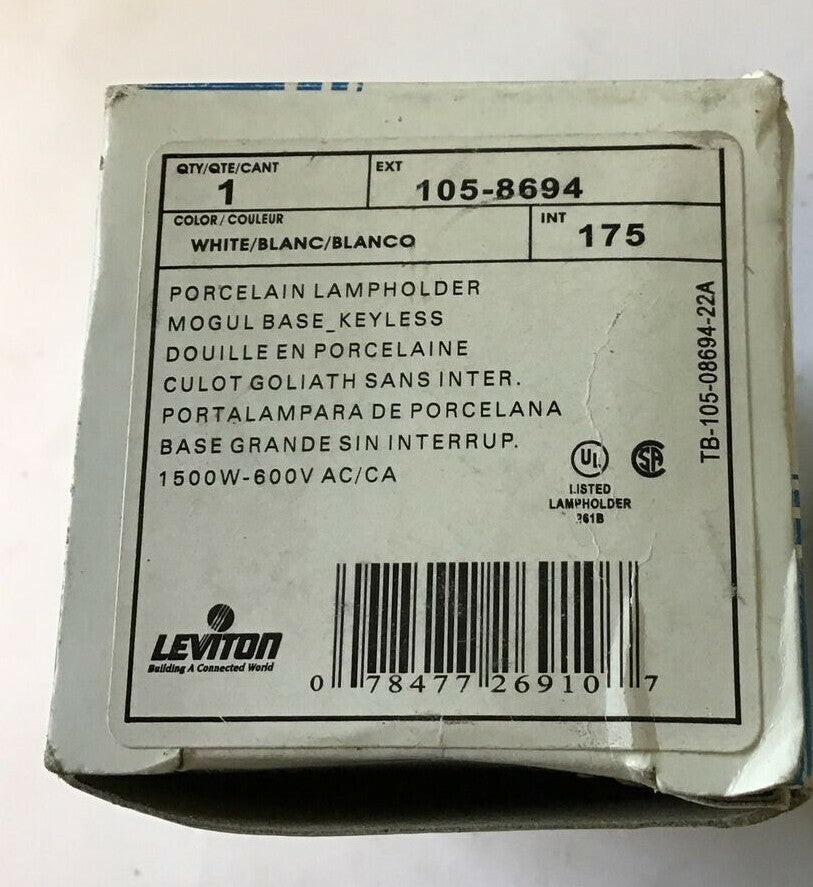 QTY/QTE/CANT
1
EXT
105-8694
COLOR/COULEUR
WHITE/BLANC/BLANCO
INT
175
PORCELAIN LAMPHOLDER
MOGUL BASE_KEYLESS
DOUILLE EN PORCELAINE
CULOT GOLIATH SANS INTER.
PORTALAMPARA DE PORCELANA
BASE GRANDE SIN INTERRUP.
1500W-600V AC/CA
UL
SA
LISTED
LAMPHOLDER
TB-105-08694-22A
LEVITON
Building A Connected World
0 78477 26910 7